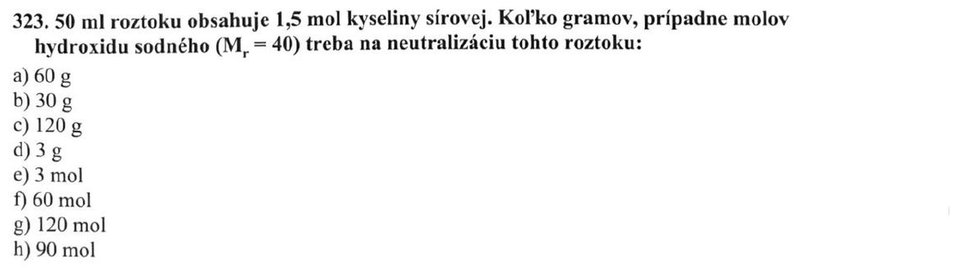 323. 50 ml roztoku obsahuje 1,5 mol kyseliny sírovej. Koľko gramov, prípadne molov
hydroxidu sodného (Mr = 40) treba na neutralizáciu tohto roztoku:
a) 60 g
b) 30 g
c) 120 g
d) 3 g
e) 3 mol
f) 60 mol
g) 120 mol
h) 90 mol